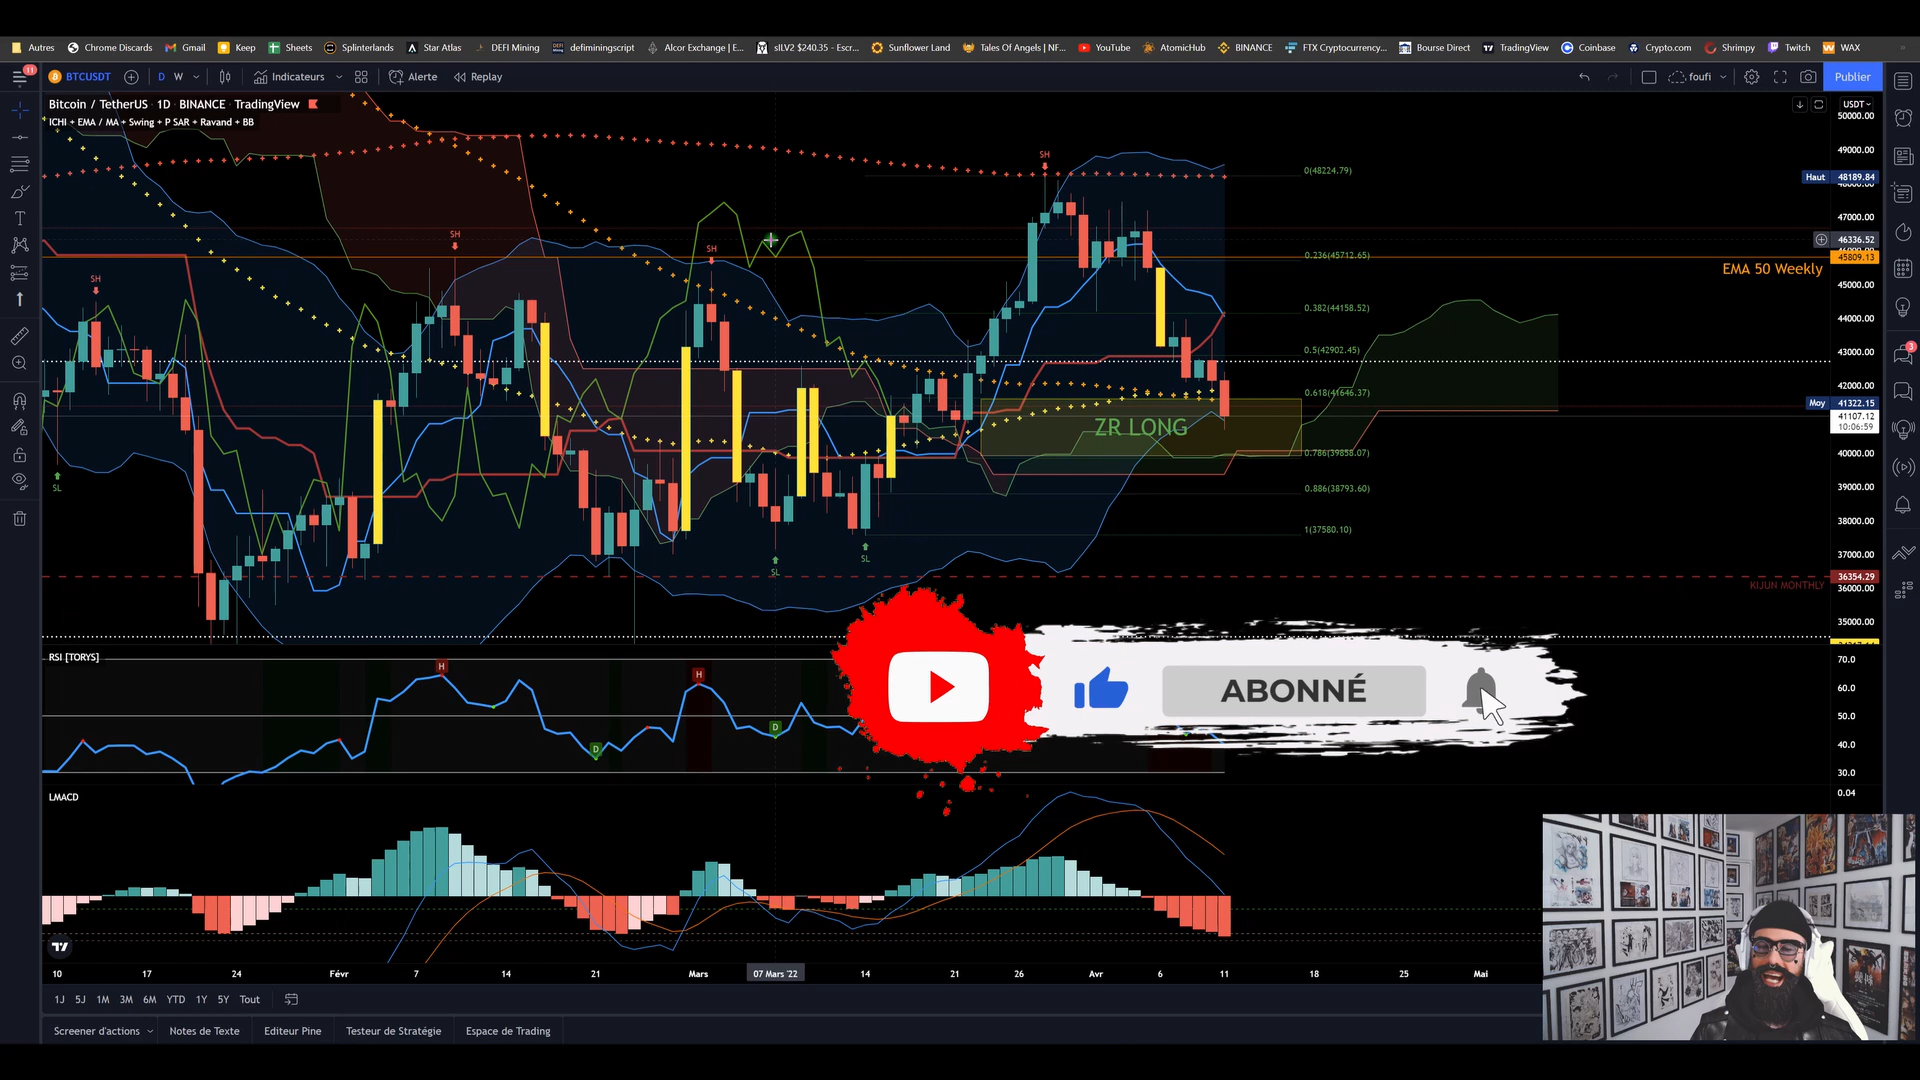 Autres Chrome Discards Gmail Keep Sheets Splinterlands Star Atlas DEFI Mining defiminingscript Alcor Exchange | E... sILV2 $240.35 - Escr... Sunflower Land Tales Of Angels | NF... YouTube AtomicHub BINANCE FTX Cryptocurrency... Bourse Direct TradingView Coinbase Crypto.com Shrimpy Twitch WAX
11 BTCUSDT D W Indicateurs Alerte Replay foufi Publier
Bitcoin / TetherUS 1D BINANCE TradingView
ICHI + EMA / MA + Swing + P SAR + Ravand + BB
USDT
50000.00
49000.00
SH
0(48224.79)
Haut 48189.84
48000.00
47000.00
SH
46336.52
SH
0.236(45712.65)
45809.13
EMA 50 Weekly
SH
45000.00
0.382(44158.52)
44000.00
0.5(42902.45)
43000.00
3
42000.00
0.618(41646.37)
Moy 41322.15
41107.12
10:06:59
ZR LONG
0.786(39858.07)
40000.00
39000.00
0.886(38793.60)
SL
38000.00
1(37580.10)
37000.00
SL
SL
36354.29
KIJUN MONTHLY
36000.00
35000.00
RSI [TORYS]
70.0
H
H
60.0
ABONNÉ
50.0
D
D
40.0
30.0
LMACD
0.04
10 17 24 Févr 7 14 21 Mars 07 Mars '22 14 21 26 Avr 6 11 18 25 Mai
1J 5J 1M 3M 6M YTD 1Y 5Y Tout
Screener d'actions Notes de Texte Editeur Pine Testeur de Stratégie Espace de Trading